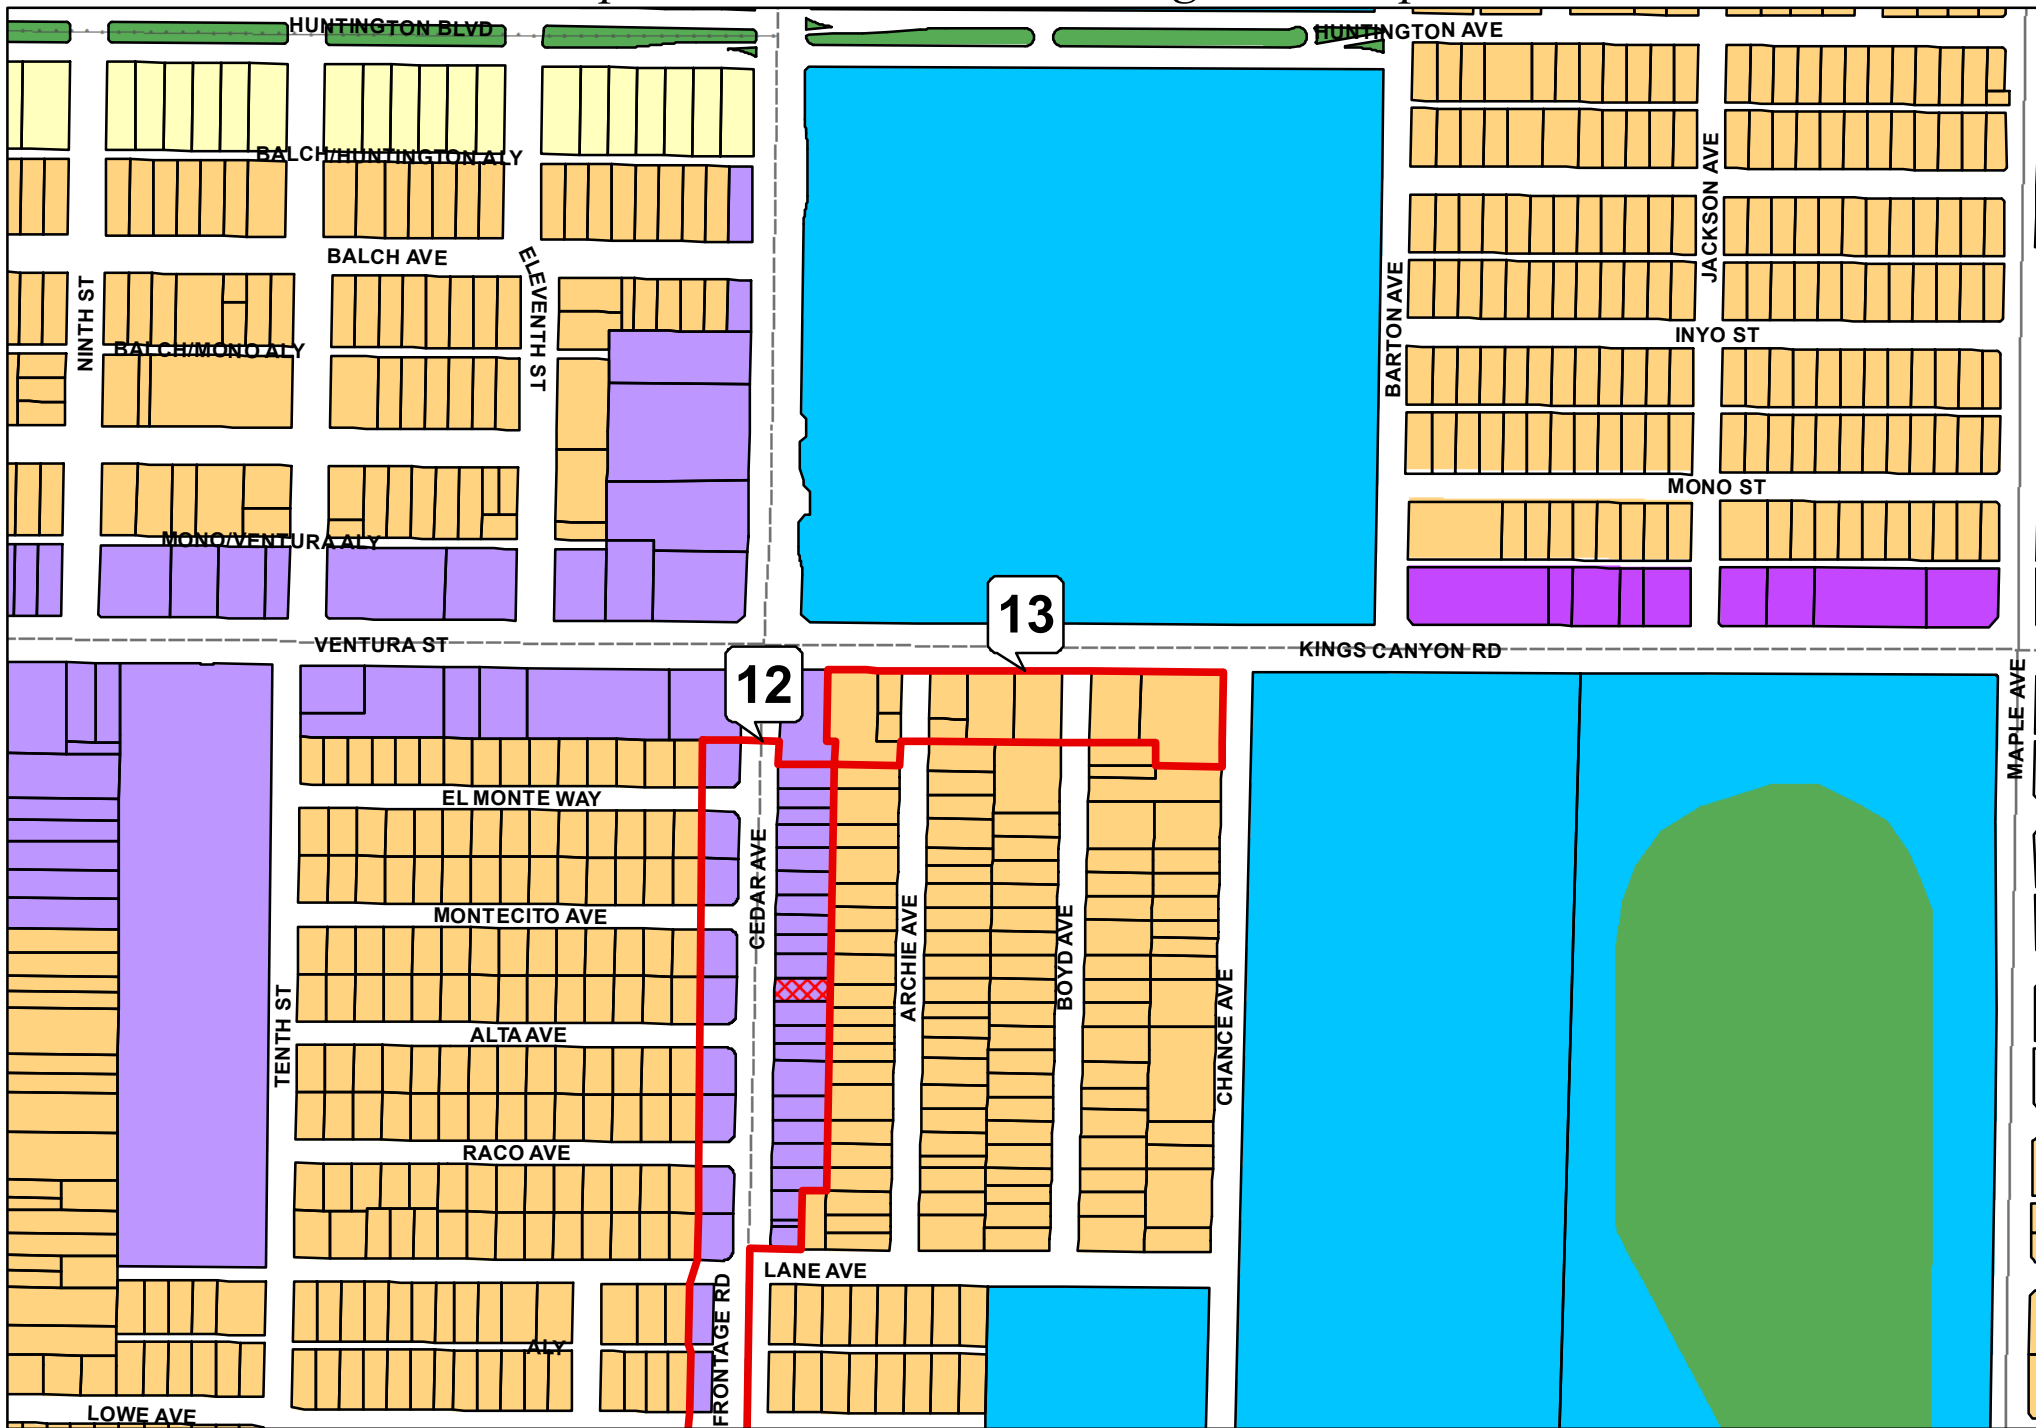 HUNTINGTON BLVD
HUNTINGTON AVE
BALCH/HUNTINGTON ALY
JACKSON AVE
BALCH AVE
ELEVENTH ST
NINTH ST
BARTON AVE
INYO ST
BALCH/MONO ALY
MONO ST
MONO/VENTURA ALY
13
VENTURA ST
KINGS CANYON RD
12
MAPLE AVE
EL MONTE WAY
CEDAR AVE
MONTECITO AVE
ARCHIE AVE
BOYD AVE
CHANCE AVE
TENTH ST
ALTA AVE
RACO AVE
LANE AVE
FRONTAGE RD
ALY
LOWE AVE